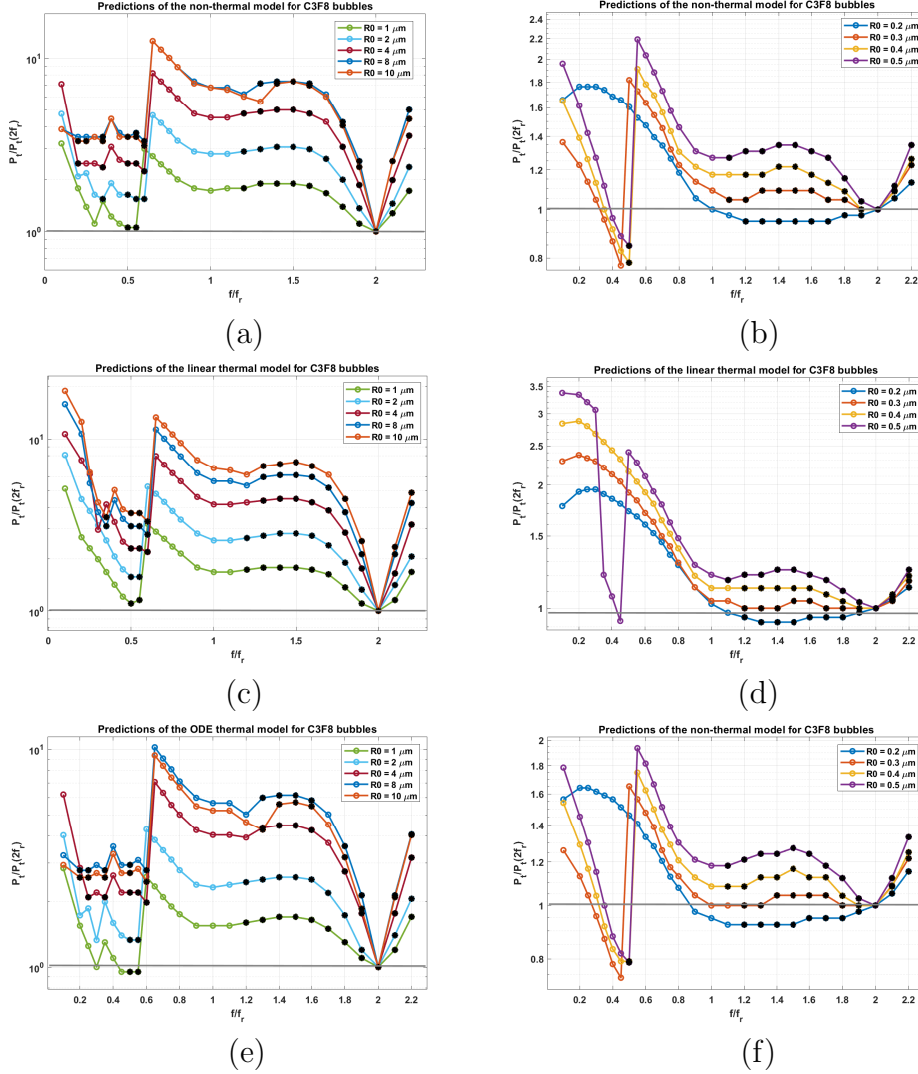 Predictions of the non-thermal model for C3F8 bubbles
R0 = 1 μm
R0 = 2 μm
R0 = 4 μm
R0 = 8 μm
R0 = 10 μm
10^1
10^0
P_t/P_t(2f_r)
0 0.5 1 1.5 2
f/f_r
(a)
Predictions of the non-thermal model for C3F8 bubbles
R0 = 0.2 μm
R0 = 0.3 μm
R0 = 0.4 μm
R0 = 0.5 μm
2.4
2.2
2
1.8
1.6
1.4
1.2
1
0.8
P_t/P_t(2f_r)
0.2 0.4 0.6 0.8 1 1.2 1.4 1.6 1.8 2 2.2
f/f_r
(b)
Predictions of the linear thermal model for C3F8 bubbles
R0 = 1 μm
R0 = 2 μm
R0 = 4 μm
R0 = 8 μm
R0 = 10 μm
10^1
10^0
P_t/P_t(2f_r)
0 0.5 1 1.5 2
f/f_r
(c)
Predictions of the linear thermal model for C3F8 bubbles
R0 = 0.2 μm
R0 = 0.3 μm
R0 = 0.4 μm
R0 = 0.5 μm
3.5
3
2.5
2
1.5
1
P_t/P_t(2f_r)
0 0.2 0.4 0.6 0.8 1 1.2 1.4 1.6 1.8 2 2.2
f/f_r
(d)
Predictions of the ODE thermal model for C3F8 bubbles
R0 = 1 μm
R0 = 2 μm
R0 = 4 μm
R0 = 8 μm
R0 = 10 μm
10^1
10^0
P_t/P_t(2f_r)
0.2 0.4 0.6 0.8 1 1.2 1.4 1.6 1.8 2 2.2
f/f_r
(e)
Predictions of the non-thermal model for C3F8 bubbles
R0 = 0.2 μm
R0 = 0.3 μm
R0 = 0.4 μm
R0 = 0.5 μm
2
1.8
1.6
1.4
1.2
1
0.8
P_t/P_t(2f_r)
0.2 0.4 0.6 0.8 1 1.2 1.4 1.6 1.8 2 2.2
f/f_r
(f)